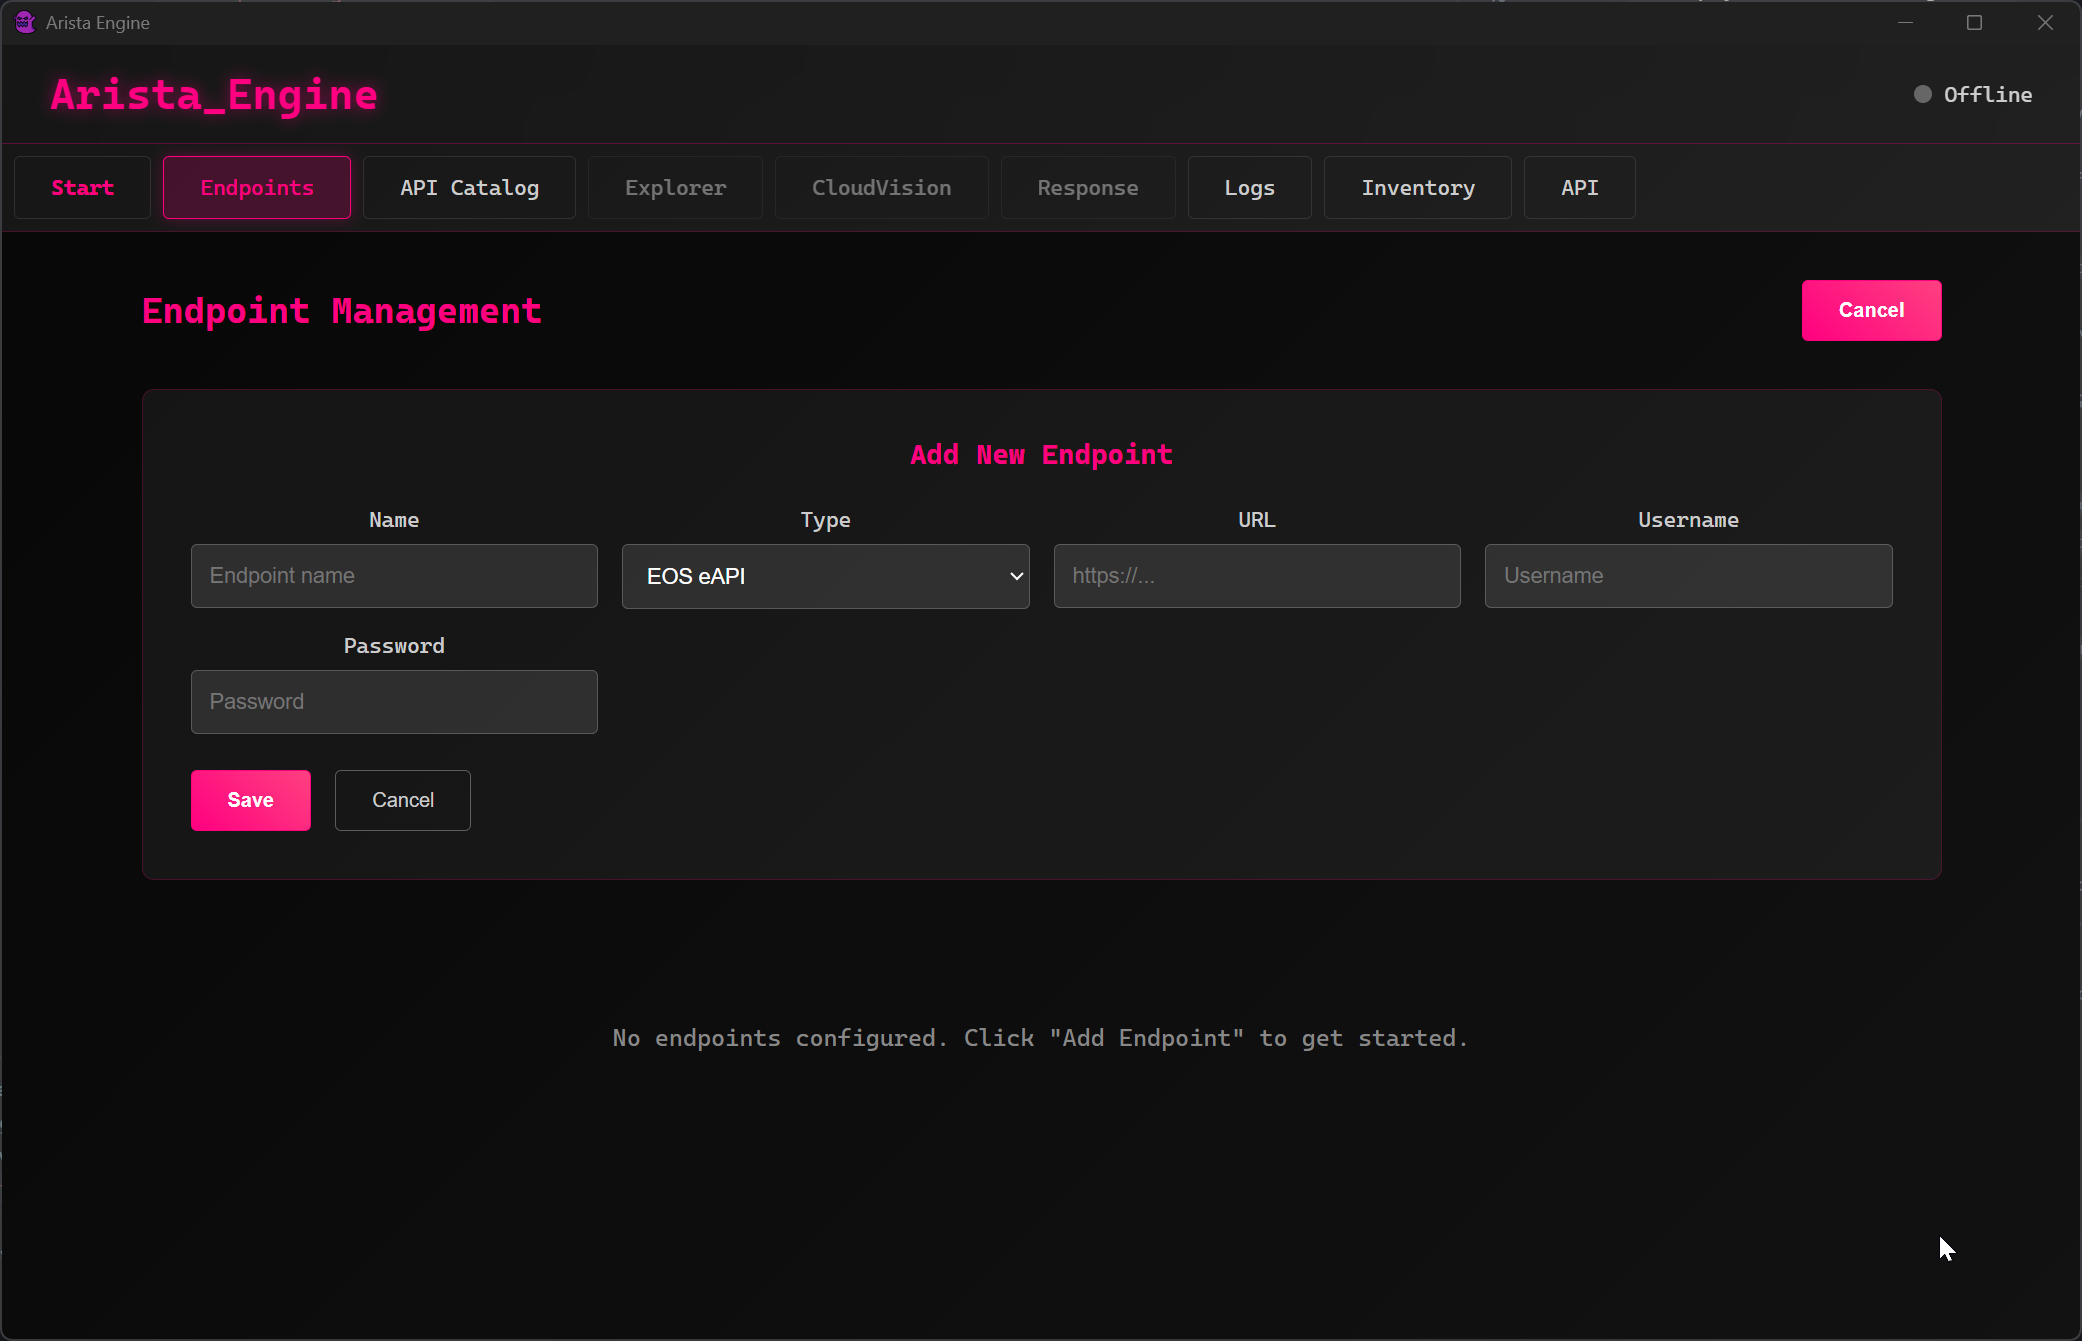 Arista Engine
Arista_Engine
Offline
Start Endpoints API Catalog Explorer CloudVision Response Logs Inventory API
Endpoint Management
Cancel
Add New Endpoint
Name Type URL Username
Endpoint name EOS eAPI https://... Username
Password
Password
Save Cancel
No endpoints configured. Click "Add Endpoint" to get started.